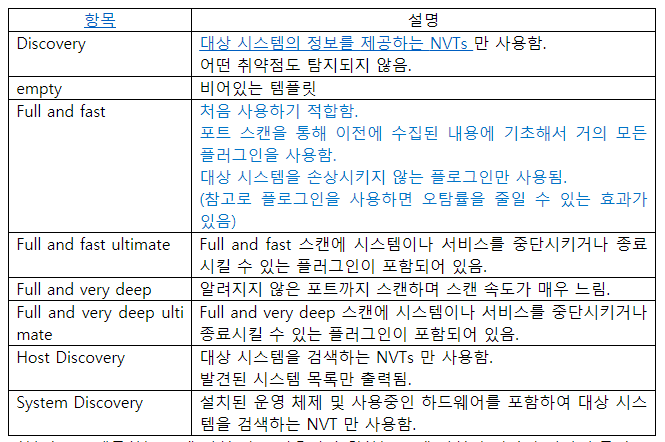 항목 설명
Discovery 대상 시스템의 정보를 제공하는 NVTs 만 사용함.
어떤 취약점도 탐지되지 않음.
empty 비어있는 템플릿
Full and fast 처음 사용하기 적합함.
포트 스캔을 통해 이전에 수집된 내용에 기초해서 거의 모든
플러그인을 사용함.
대상 시스템을 손상시키지 않는 플로그인만 사용됨.
(참고로 플로그인을 사용하면 오탐률을 줄일 수 있는 효과가
있음)
Full and fast ultimate Full and fast 스캔에 시스템이나 서비스를 중단시키거나 종료
시킬 수 있는 플러그인이 포함되어 있음.
Full and very deep 알려지지 않은 포트까지 스캔하며 스캔 속도가 매우 느림.
Full and very deep ulti Full and very deep 스캔에 시스템이나 서비스를 중단시키거나
mate 종료시킬 수 있는 플러그인이 포함되어 있음.
Host Discovery 대상 시스템을 검색하는 NVTs 만 사용함.
발견된 시스템 목록만 출력됨.
System Discovery 설치된 운영 체제 및 사용중인 하드웨어를 포함하여 대상 시스
템을 검색하는 NVT 만 사용함.